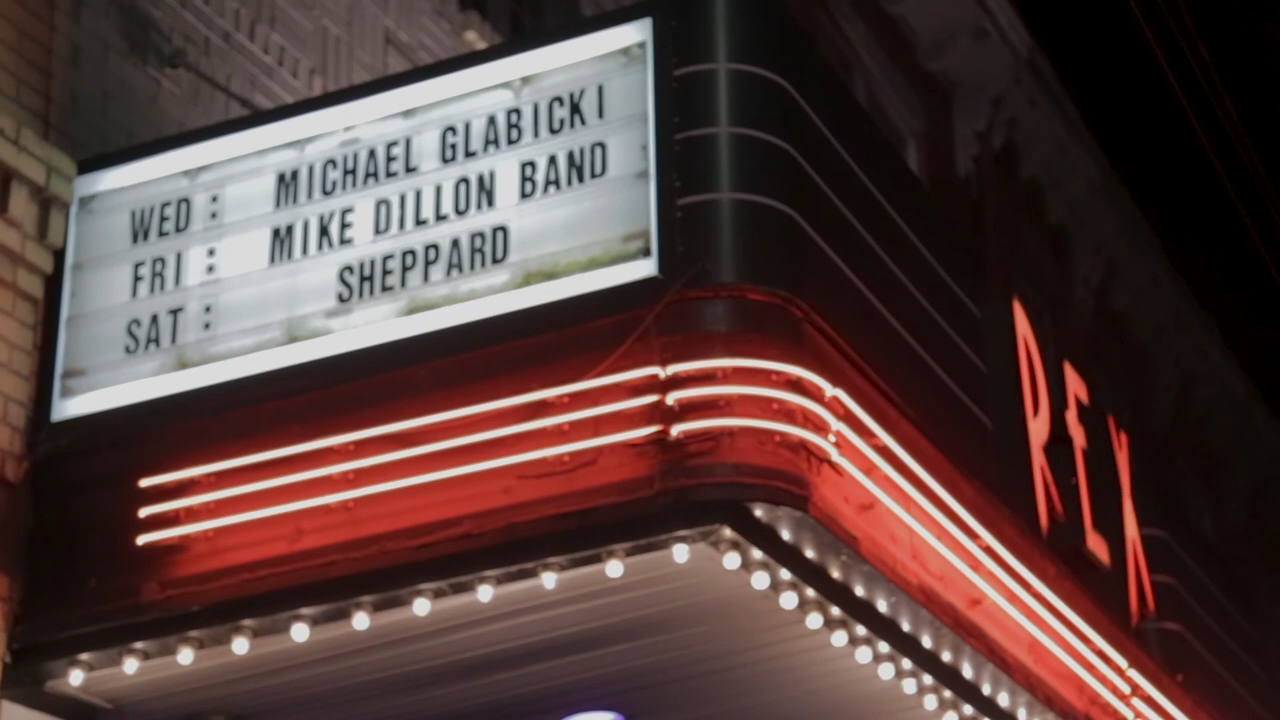 WED : MICHAEL GLABICKI
FRI : MIKE DILLON BAND
SAT : SHEPPARD
REX